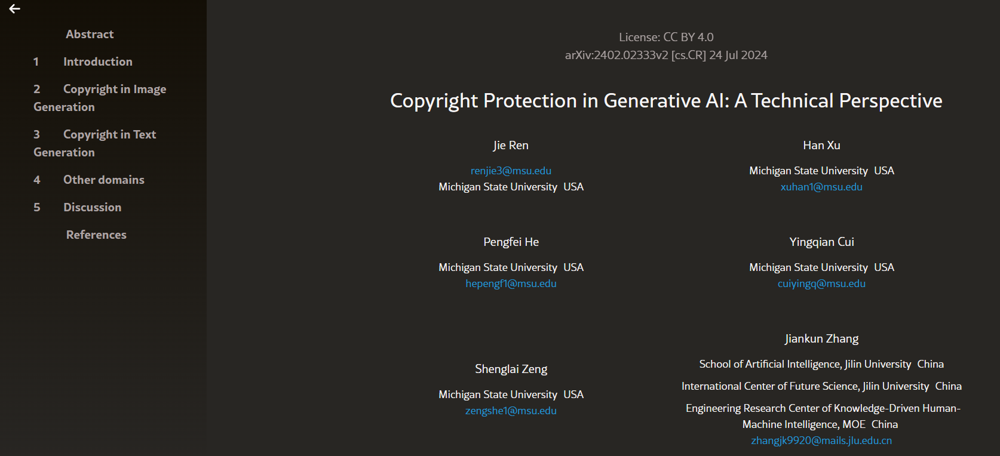 Abstract
1 Introduction
2 Copyright in Image
Generation
3 Copyright in Text
Generation
4 Other domains
5 Discussion
References
License: CC BY 4.0
arXiv:2402.02333v2 [cs.CR] 24 Jul 2024
Copyright Protection in Generative AI: A Technical Perspective
Jie Ren
renjie3@msu.edu
Michigan State University USA
Han Xu
Michigan State University USA
xuhan1@msu.edu
Pengfei He
Michigan State University USA
hepengf1@msu.edu
Yingqian Cui
Michigan State University USA
cuiyingq@msu.edu
Shenglai Zeng
Michigan State University USA
zengshe1@msu.edu
Jiankun Zhang
School of Artificial Intelligence, Jilin University China
International Center of Future Science, Jilin University China
Engineering Research Center of Knowledge-Driven Human-
Machine Intelligence, MOE China
zhangjk9920@mails.jlu.edu.cn